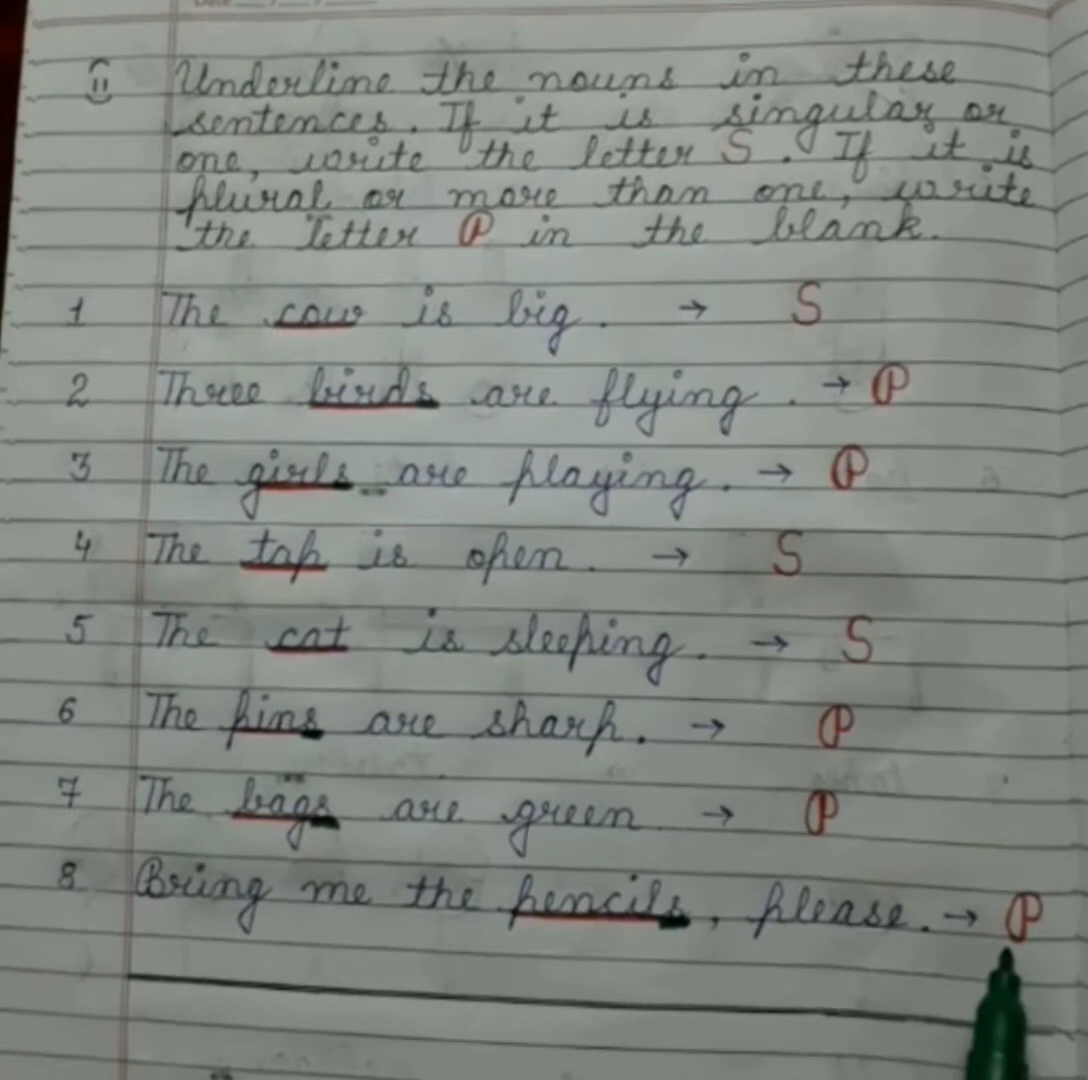 ii) Underline the nouns in these
sentences. If it is singular or
one, write the letter S. If it is
plural or more than one, write
the letter P in the blank.
1 The cow is big. → S
2 Three birds are flying. → P
3 The girls are playing. → P
4 The tap is open. → S
5 The cat is sleeping. → S
6 The pins are sharp. → P
7 The bags are green → P
8 Bring me the pencils, please. → P